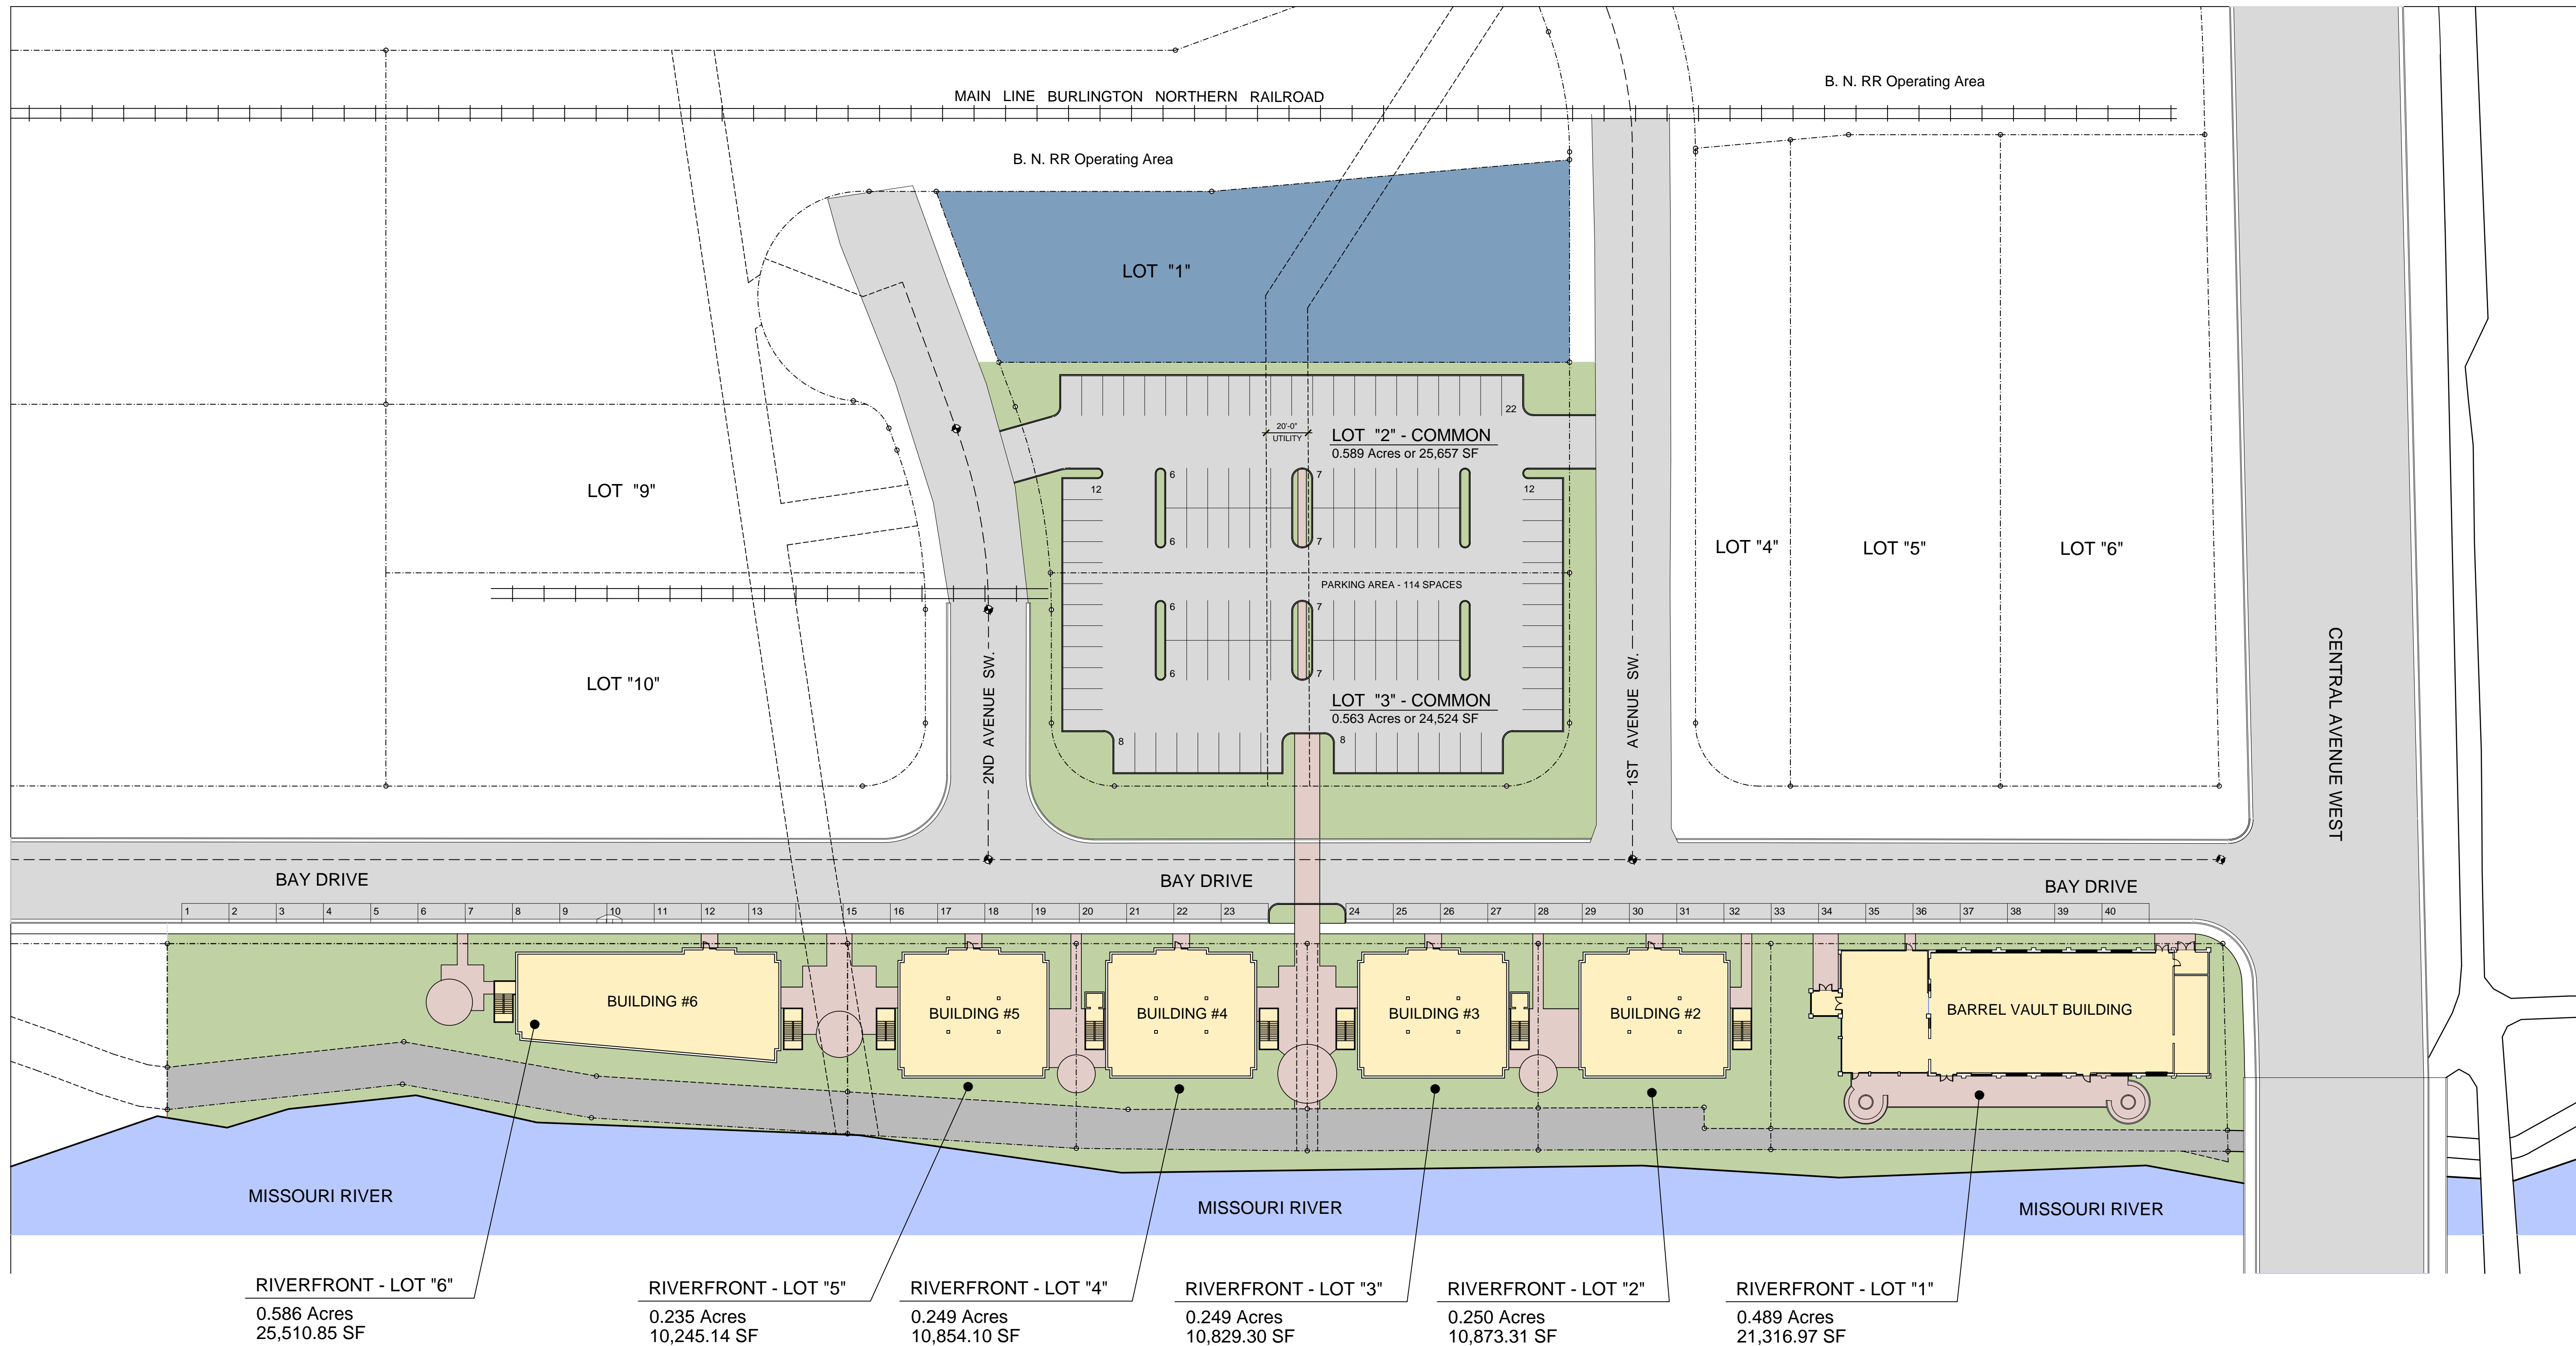 B. N. RR Operating Area
MAIN LINE BURLINGTON NORTHERN RAILROAD
B. N. RR Operating Area
LOT "1"
22
20'-0"
UTILITY
LOT "2" - COMMON
0.589 Acres or 25,657 SF
12
6
7
12
LOT "9"
6
7
LOT "4"
LOT "5"
LOT "6"
PARKING AREA - 114 SPACES
6
7
6
7
LOT "10"
LOT "3" - COMMON
0.563 Acres or 24,524 SF
8
8
2ND AVENUE SW.
1ST AVENUE SW.
CENTRAL AVENUE WEST
BAY DRIVE
BAY DRIVE
BAY DRIVE
1 2 3 4 5 6 7 8 9 10 11 12 13 15 16 17 18 19 20 21 22 23 24 25 26 27 28 29 30 31 32 33 34 35 36 37 38 39 40
BUILDING #6
BUILDING #5
BUILDING #4
BUILDING #3
BUILDING #2
BARREL VAULT BUILDING
MISSOURI RIVER
MISSOURI RIVER
MISSOURI RIVER
RIVERFRONT - LOT "6"
0.586 Acres
25,510.85 SF
RIVERFRONT - LOT "5"
0.235 Acres
10,245.14 SF
RIVERFRONT - LOT "4"
0.249 Acres
10,854.10 SF
RIVERFRONT - LOT "3"
0.249 Acres
10,829.30 SF
RIVERFRONT - LOT "2"
0.250 Acres
10,873.31 SF
RIVERFRONT - LOT "1"
0.489 Acres
21,316.97 SF